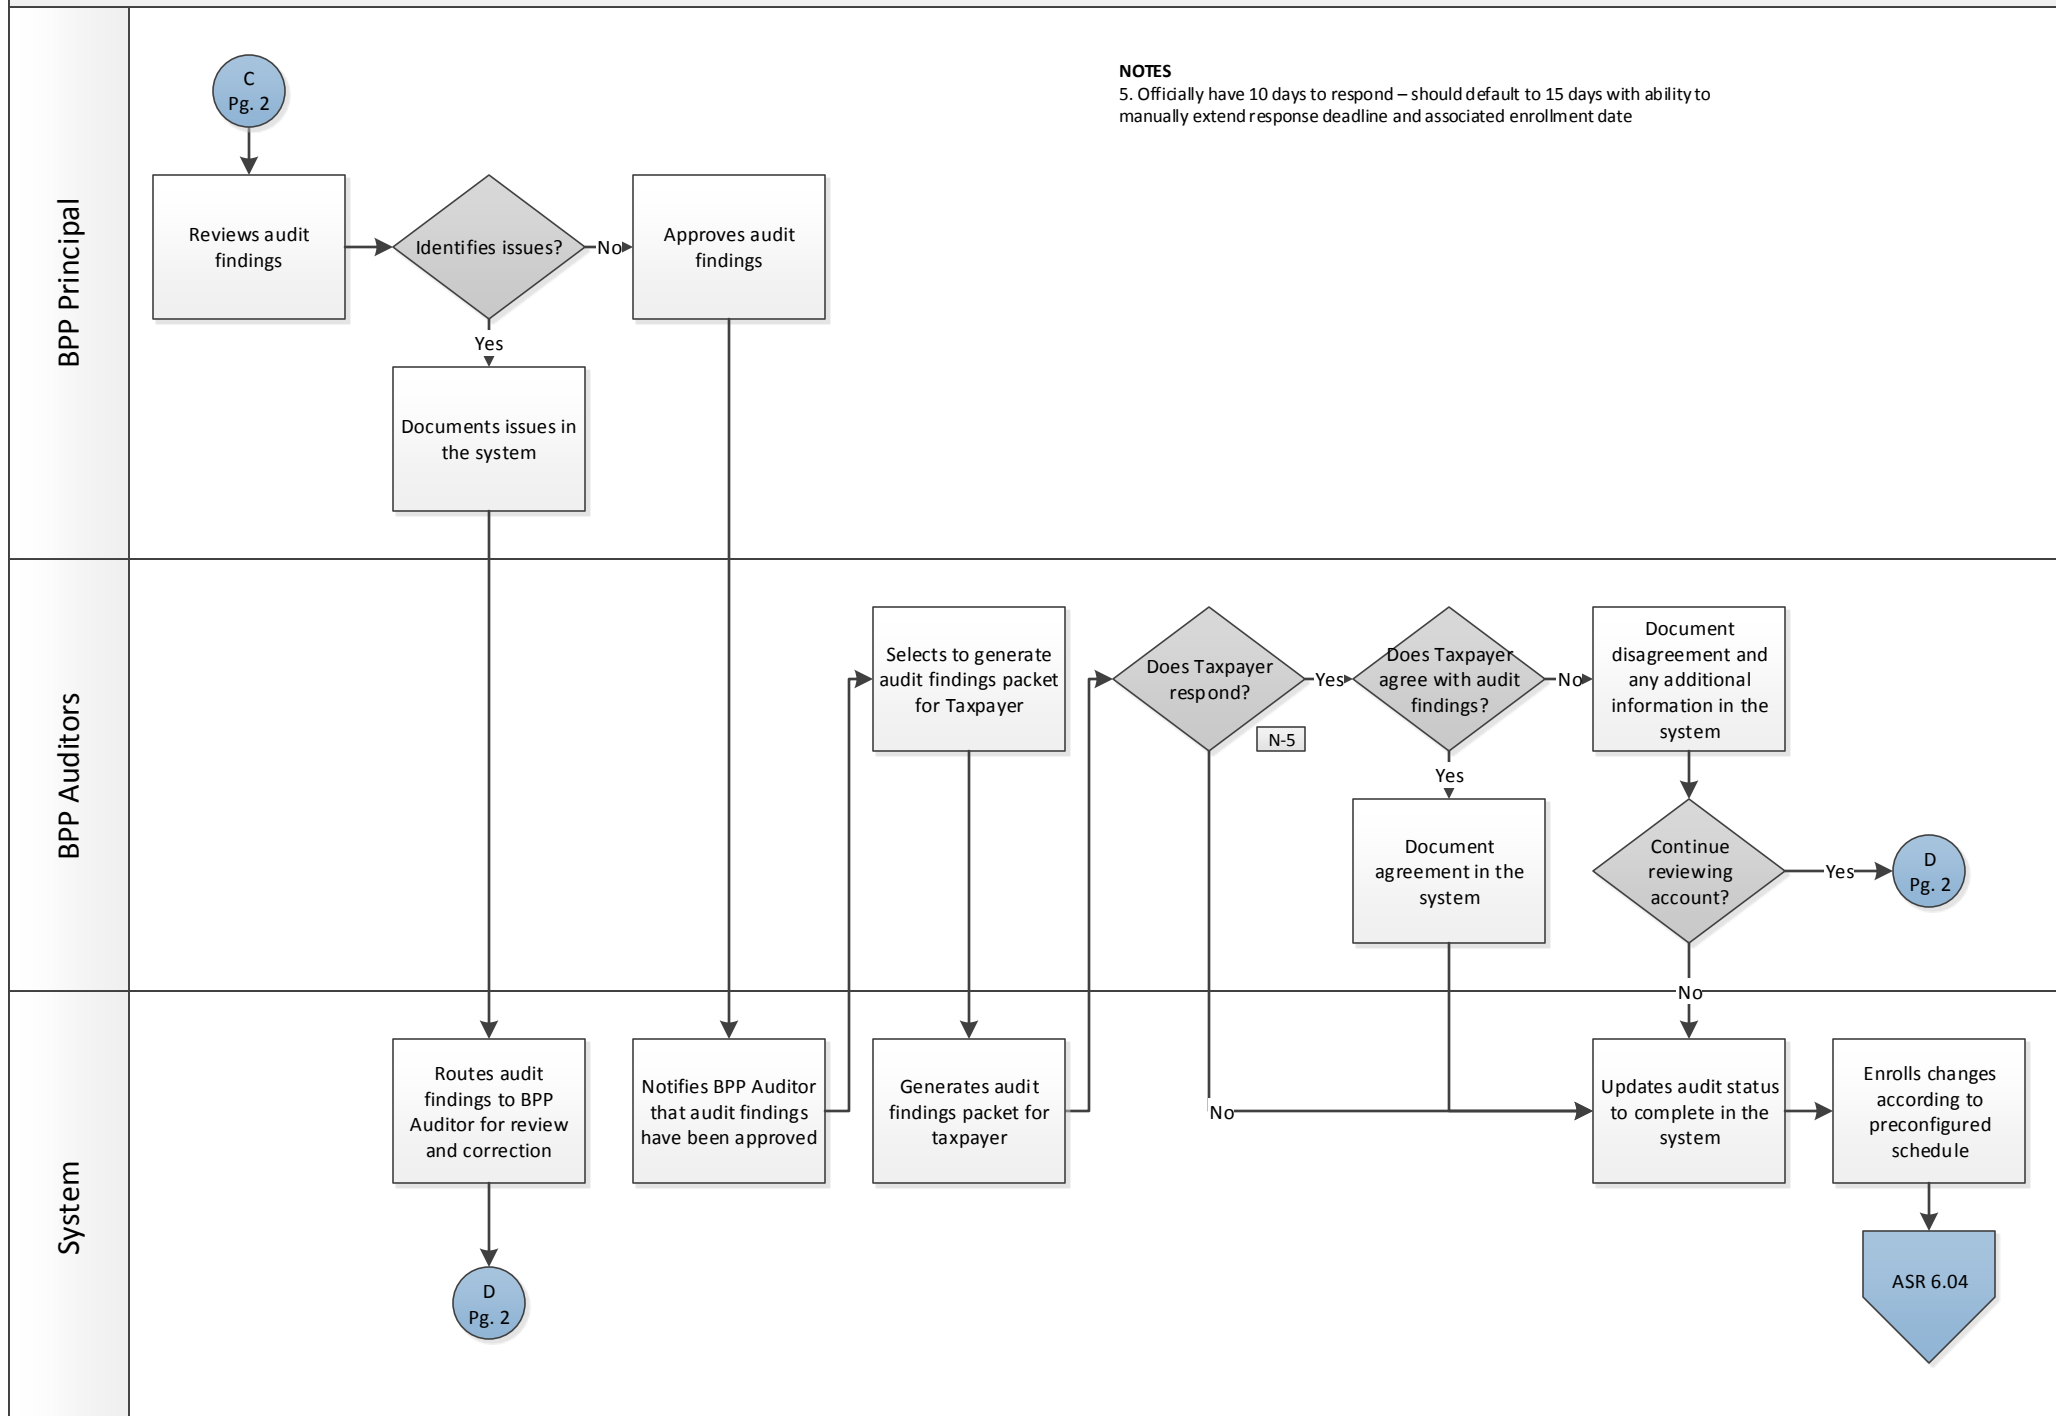 BPP Principal
C
Pg. 2
NOTES
5. Officially have 10 days to respond – should default to 15 days with ability to
manually extend response deadline and associated enrollment date
Reviews audit
findings
Identifies issues?
No
Approves audit
findings
Yes
Documents issues in
the system
BPP Auditors
Selects to generate
audit findings packet
for Taxpayer
Does Taxpayer
respond?
N-5
Yes
Does Taxpayer
agree with audit
findings?
No
Document
disagreement and
any additional
information in the
system
Yes
Document
agreement in the
system
Continue
reviewing
account?
Yes
D
Pg. 2
No
System
Routes audit
findings to BPP
Auditor for review
and correction
Notifies BPP Auditor
that audit findings
have been approved
Generates audit
findings packet for
taxpayer
No
Updates audit status
to complete in the
system
Enrolls changes
according to
preconfigured
schedule
D
Pg. 2
ASR 6.04